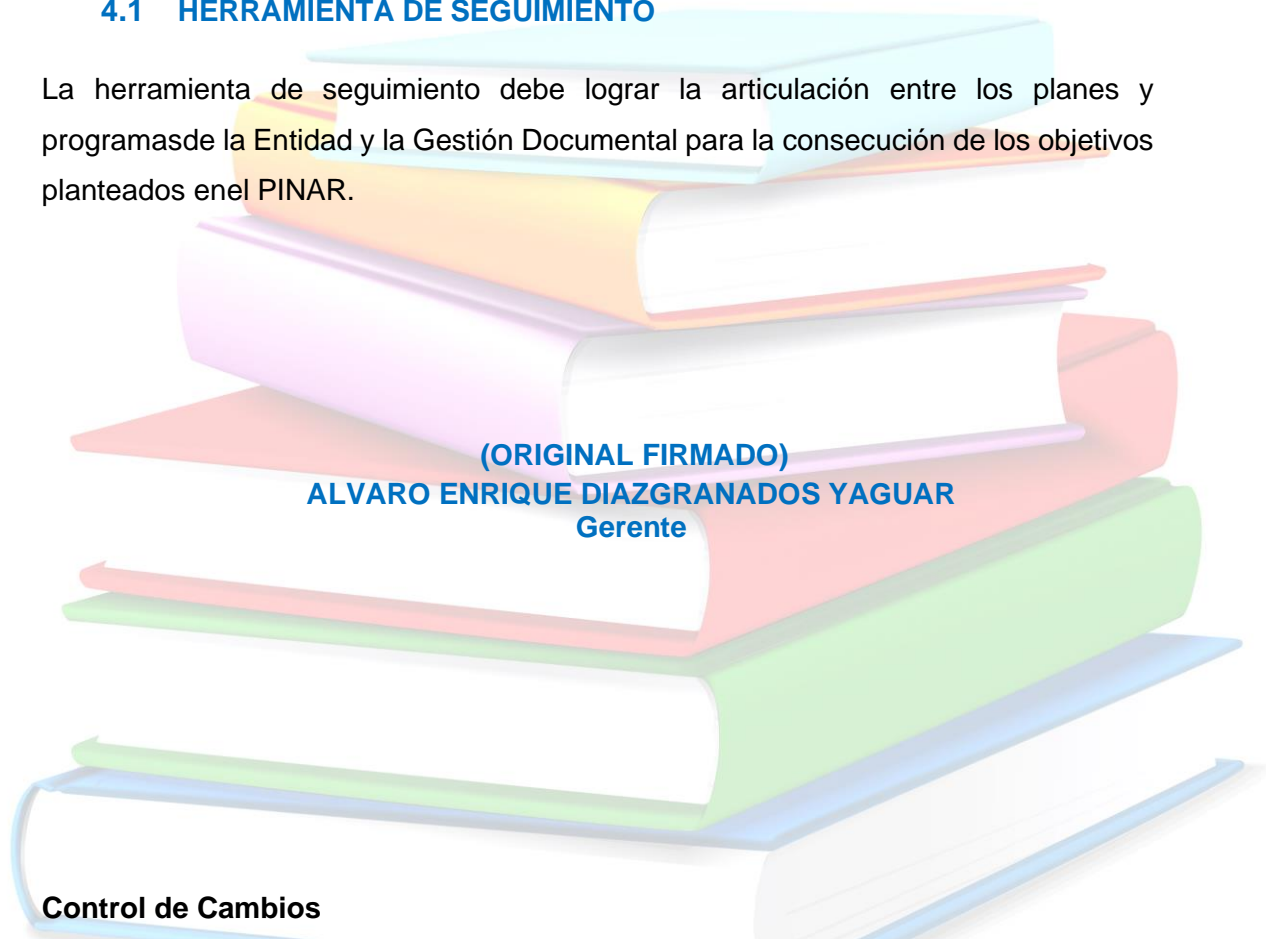 4.1 HERRAMIENTA DE SEGUIMIENTO
La herramienta de seguimiento debe lograr la articulación entre los planes y
programasde la Entidad y la Gestión Documental para la consecución de los objetivos
planteados enel PINAR.
(ORIGINAL FIRMADO)
ALVARO ENRIQUE DIAZGRANADOS YAGUAR
Gerente
Control de Cambios